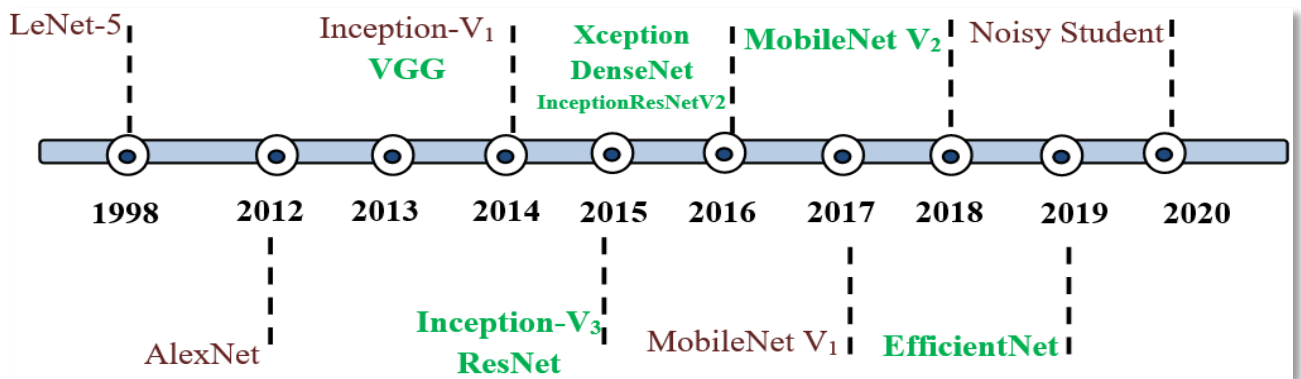 LeNet-5
Inception-V₁
VGG
Xception
DenseNet
InceptionResNetV2
MobileNet V₂
Noisy Student
1998 2012 2013 2014 2015 2016 2017 2018 2019 2020
AlexNet
Inception-V₃
ResNet
MobileNet V₁
EfficientNet